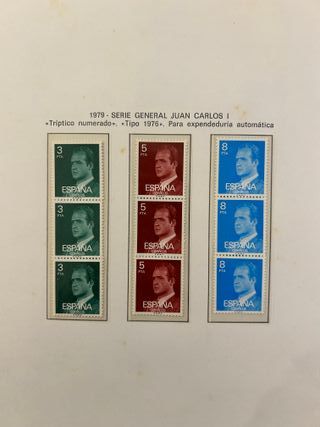 1979 - SERIE GENERAL JUAN CARLOS I
«Tríptico numerado». «Tipo 1976». Para expendeduría automática
3 PTA
ESPAÑA
3 PTA
ESPAÑA
3 PTA
ESPAÑA
5 PTA
ESPAÑA
5 PTA
ESPAÑA
5 PTA
ESPAÑA
8 PTA
ESPAÑA
8 PTA
ESPAÑA
8 PTA
ESPAÑA